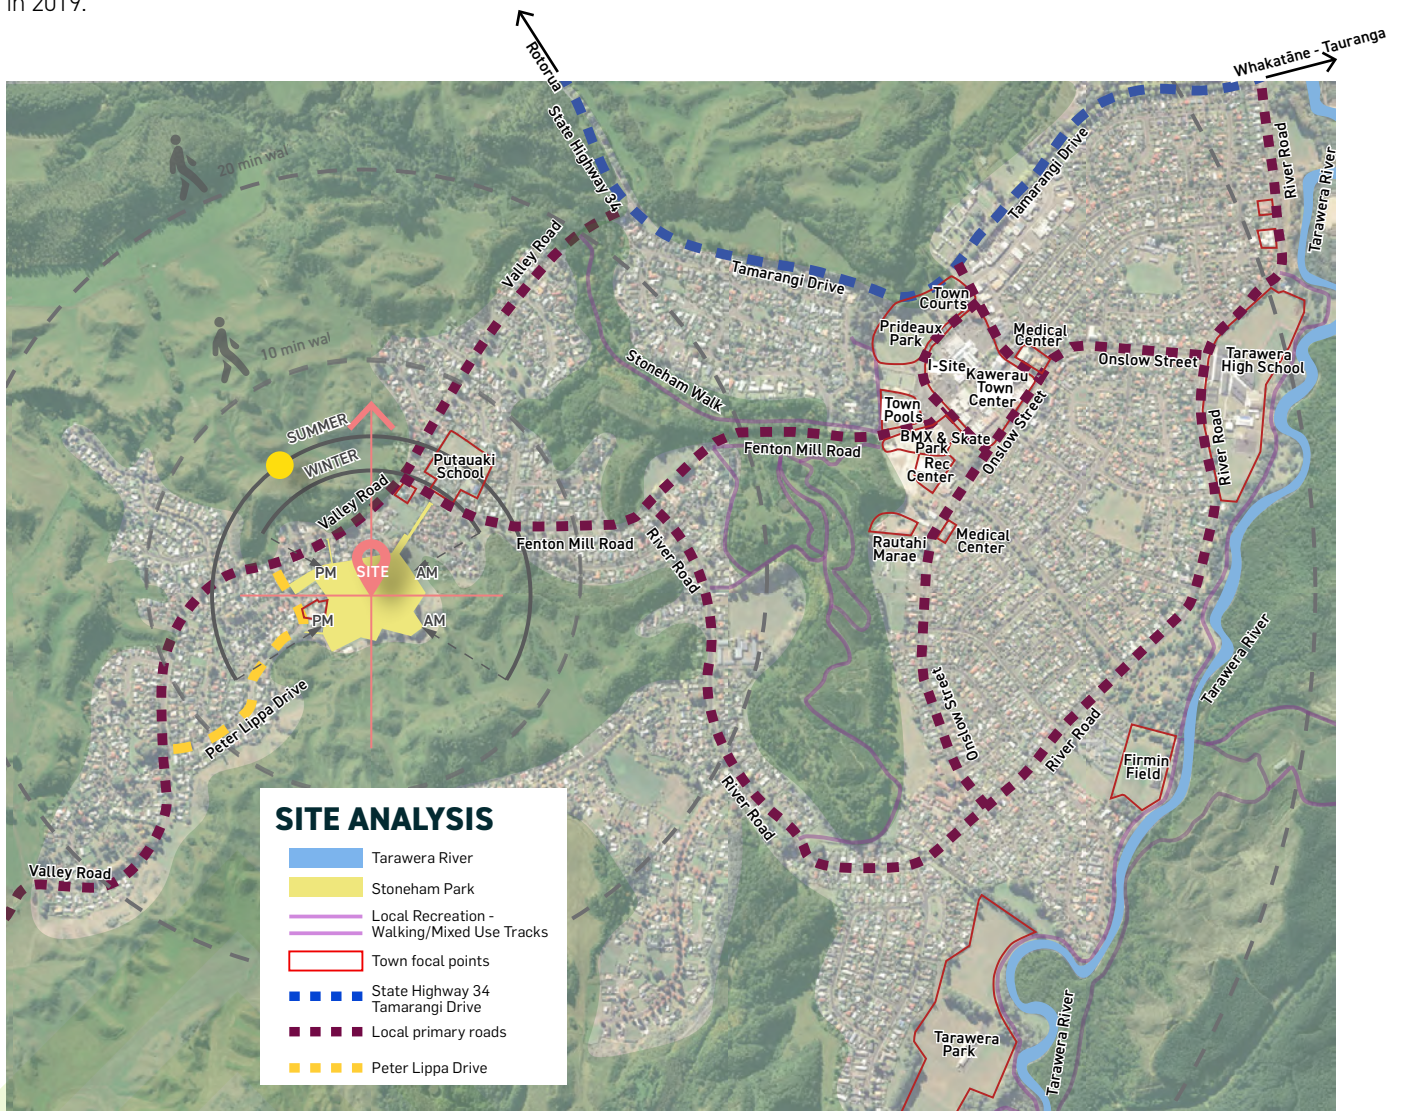 in 2019.
Whakatāne - Tauranga
Rotorua
State Highway 34
Tamarangi Drive
River Road
Tarawera River
20 min wal
Valley Road
Tamarangi Drive
Town
Courts
Prideaux
Park
Medical
Center
10 min wal
Stoneham Walk
I-Site
Kawerau
Town
Center
Onslow Street
Tarawera
High School
Town
Pools
SUMMER
WINTER
Putauaki
School
Fenton Mill Road
BMX & Skate
Park
Rec
Center
Onslow Street
River Road
Valley Road
Fenton Mill Road
River Road
Rautahi
Marae
Medical
Center
PM
SITE
AM
PM
AM
Tarawera River
Peter Lippa Drive
Onslow Street
River Road
Firmin
Field
River Road
Valley Road
SITE ANALYSIS
Tarawera River
Stoneham Park
Local Recreation -
Walking/Mixed Use Tracks
Town focal points
State Highway 34
Tamarangi Drive
Local primary roads
Peter Lippa Drive
Tarawera
Park
Tarawera River